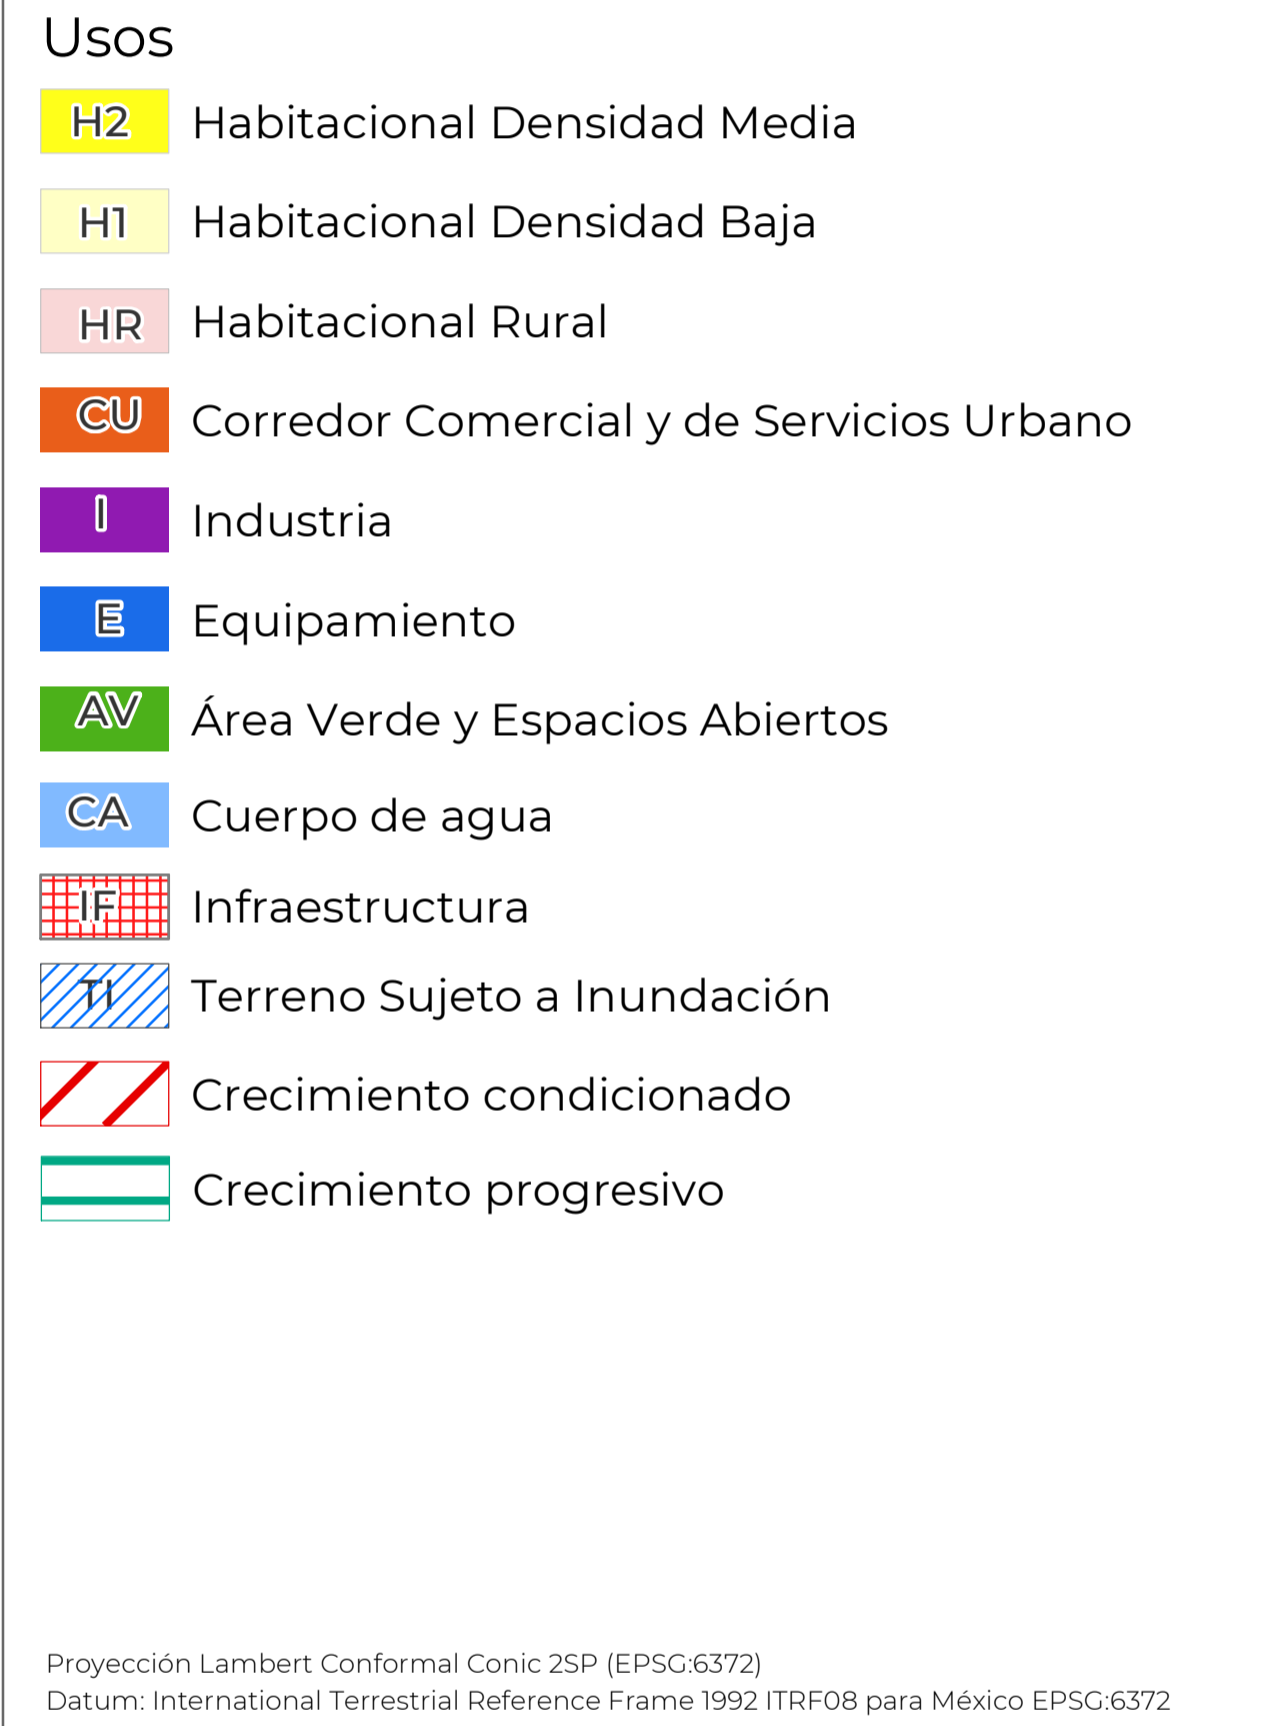 Usos
H2 Habitacional Densidad Media
H1 Habitacional Densidad Baja
HR Habitacional Rural
CU Corredor Comercial y de Servicios Urbano
I Industria
E Equipamiento
AV Área Verde y Espacios Abiertos
CA Cuerpo de agua
IF Infraestructura
TI Terreno Sujeto a Inundación
Crecimiento condicionado
Crecimiento progresivo
Proyección Lambert Conformal Conic 2SP (EPSG:6372)
Datum: International Terrestrial Reference Frame 1992 ITRF08 para México EPSG:6372